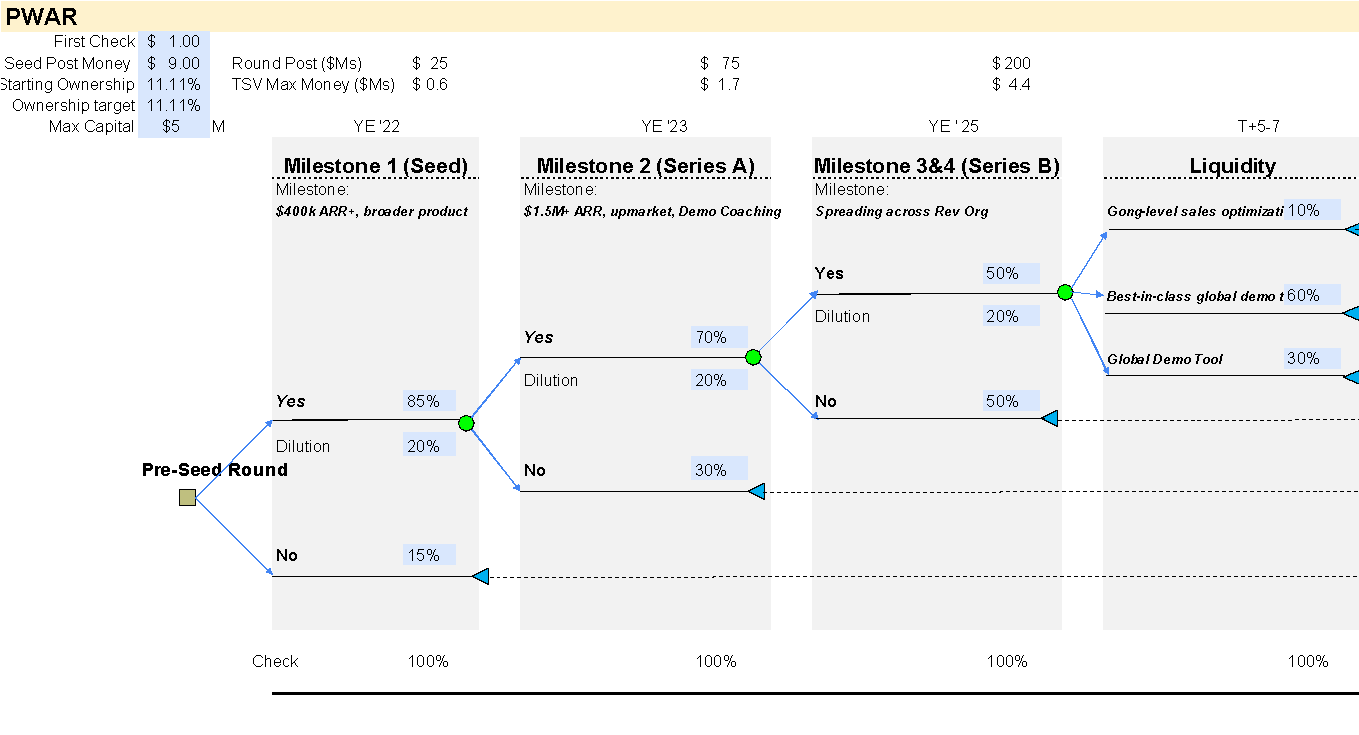 PWAR
First Check $ 1.00
Seed Post Money $ 9.00 Round Post ($Ms) $ 25 $ 75 $ 200
Starting Ownership 11.11% TSV Max Money ($Ms) $ 0.6 $ 1.7 $ 4.4
Ownership target 11.11%
Max Capital $5 M YE '22 YE '23 YE '25 T+5-7
Milestone 1 (Seed) Milestone 2 (Series A) Milestone 3&4 (Series B) Liquidity
Milestone: Milestone: Milestone:
$400k ARR+, broader product $1.5M+ ARR, upmarket, Demo Coaching Spreading across Rev Org Gong-level sales optimizati 10%
Yes 50%
Best-in-class global demo t 60%
Dilution 20%
Yes 70%
Global Demo Tool 30%
Dilution 20%
Yes 85% No 50%
Dilution 20%
Pre-Seed Round No 30%
No 15%
Check 100% 100% 100% 100%